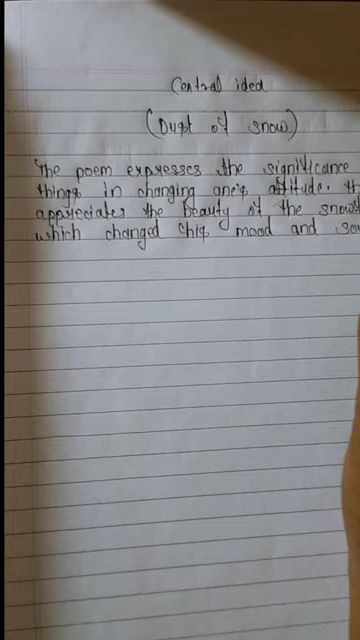 Central idea
(Dust of snow)
The poem expresses the significance
things in changing one's attitude. th
appreciates the beauty of the snow
which changed his mood and